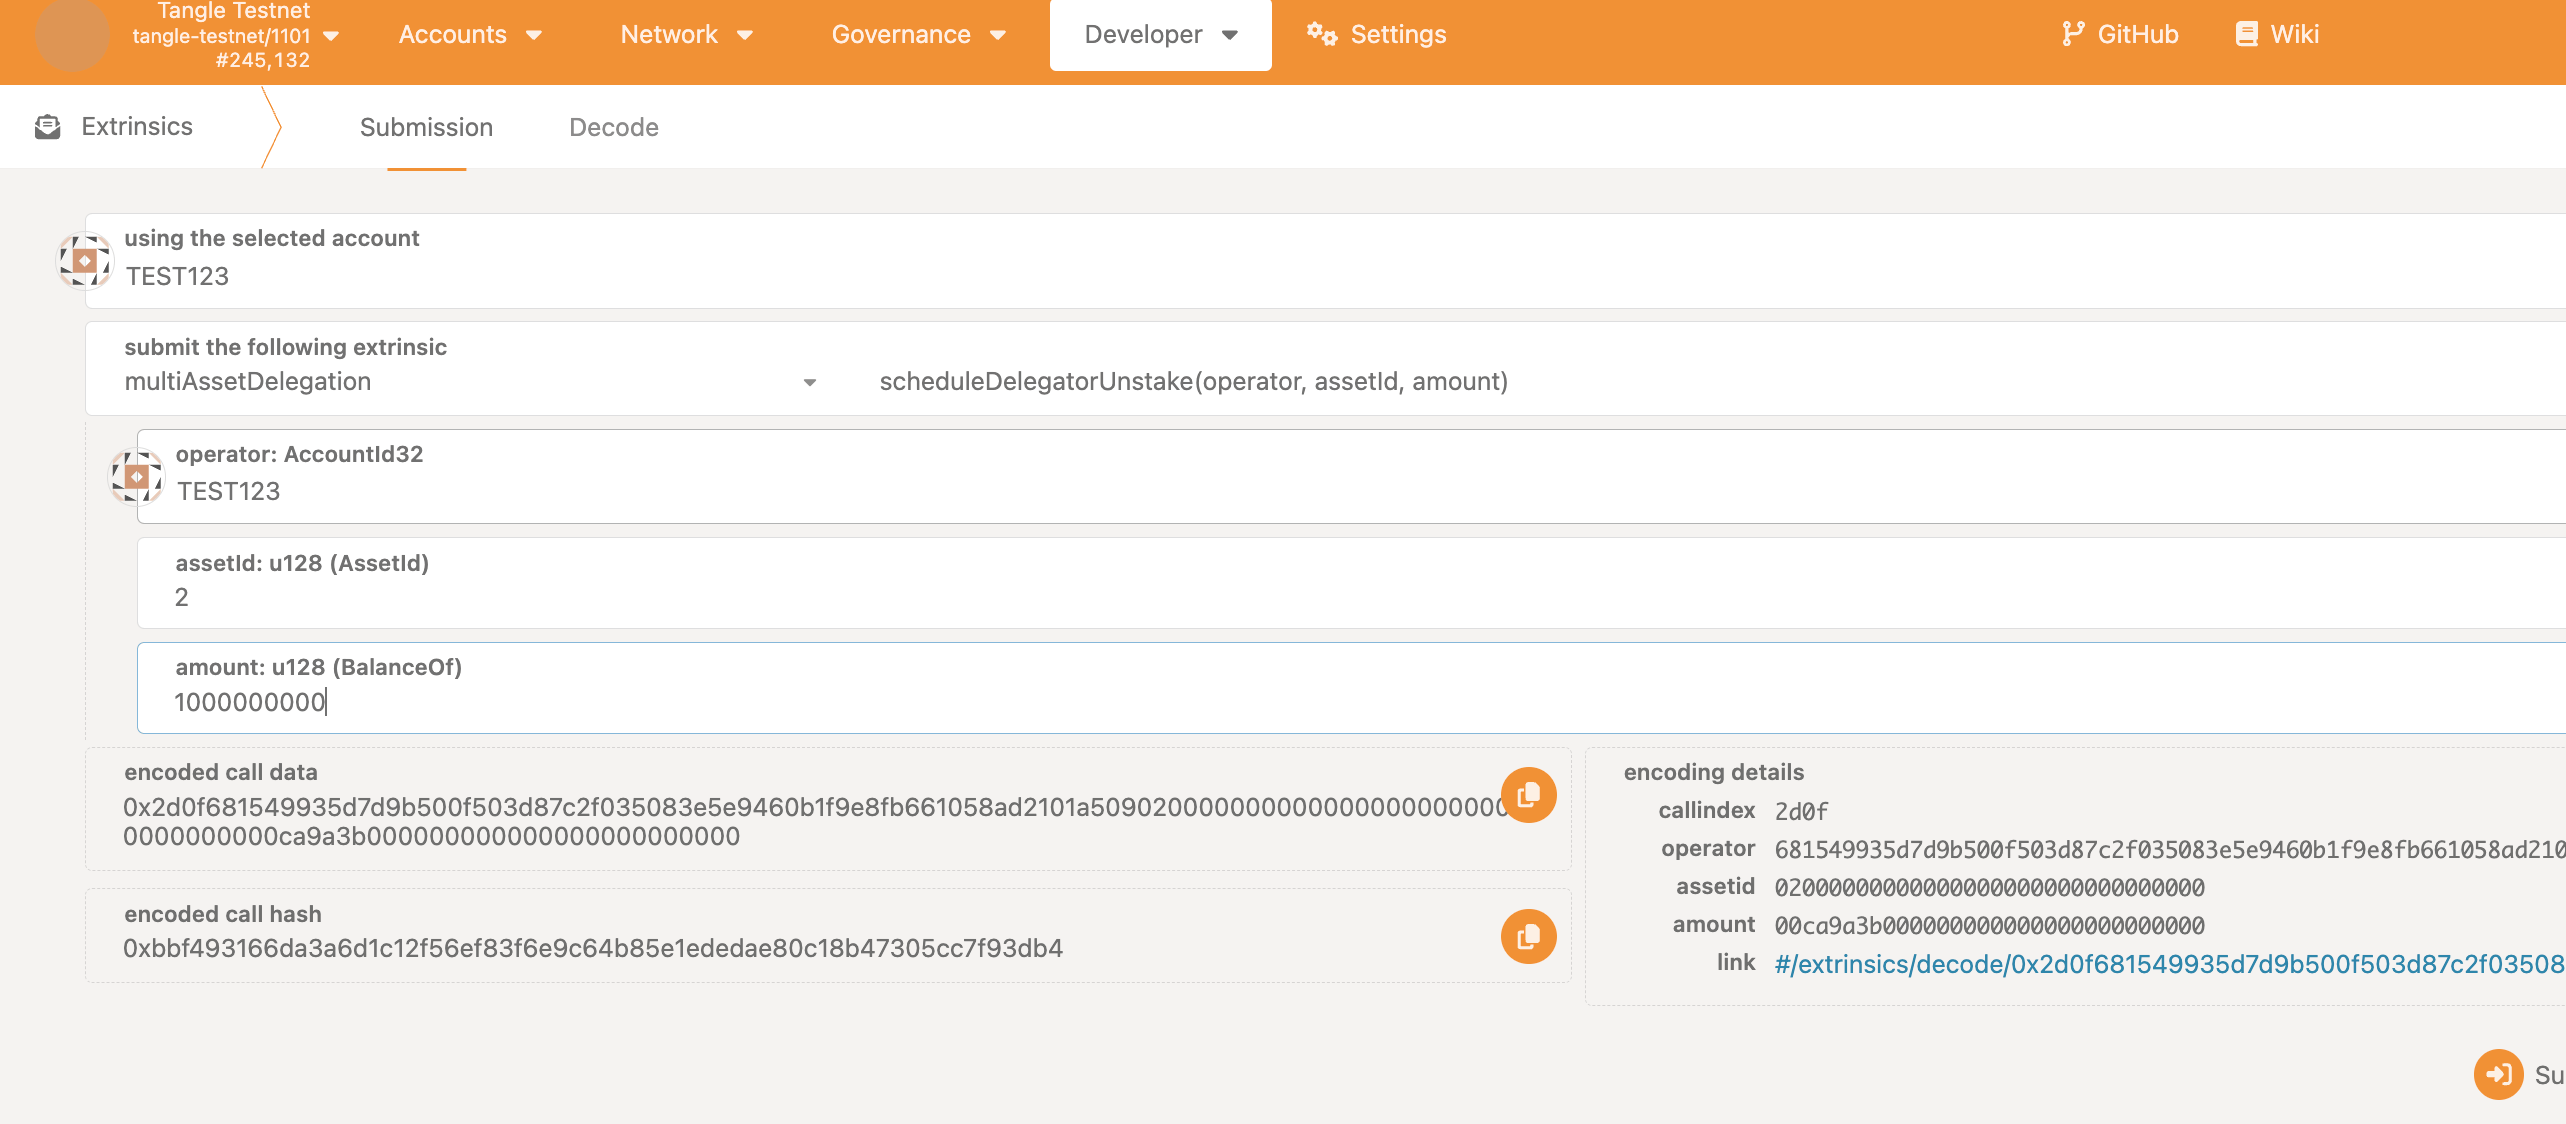 Tangle Testnet
tangle-testnet/1101
#245,132
Accounts
Network
Governance
Developer
Settings
GitHub
Wiki
Extrinsics
Submission
Decode
using the selected account
TEST123
submit the following extrinsic
multiAssetDelegation
scheduleDelegatorUnstake(operator, assetId, amount)
operator: AccountId32
TEST123
assetId: u128 (AssetId)
2
amount: u128 (BalanceOf)
1000000000
encoded call data
0x2d0f681549935d7d9b500f503d87c2f035083e5e9460b1f9e8fb661058ad2101a509020000000000000000000000
0000000000ca9a3b000000000000000000000000
encoded call hash
0xbbf493166da3a6d1c12f56ef83f6e9c64b85e1ededae80c18b47305cc7f93db4
encoding details
callindex 2d0f
operator 681549935d7d9b500f503d87c2f035083e5e9460b1f9e8fb661058ad210
assetid 02000000000000000000000000000000
amount 00ca9a3b000000000000000000000000
link #/extrinsics/decode/0x2d0f681549935d7d9b500f503d87c2f03508
Su